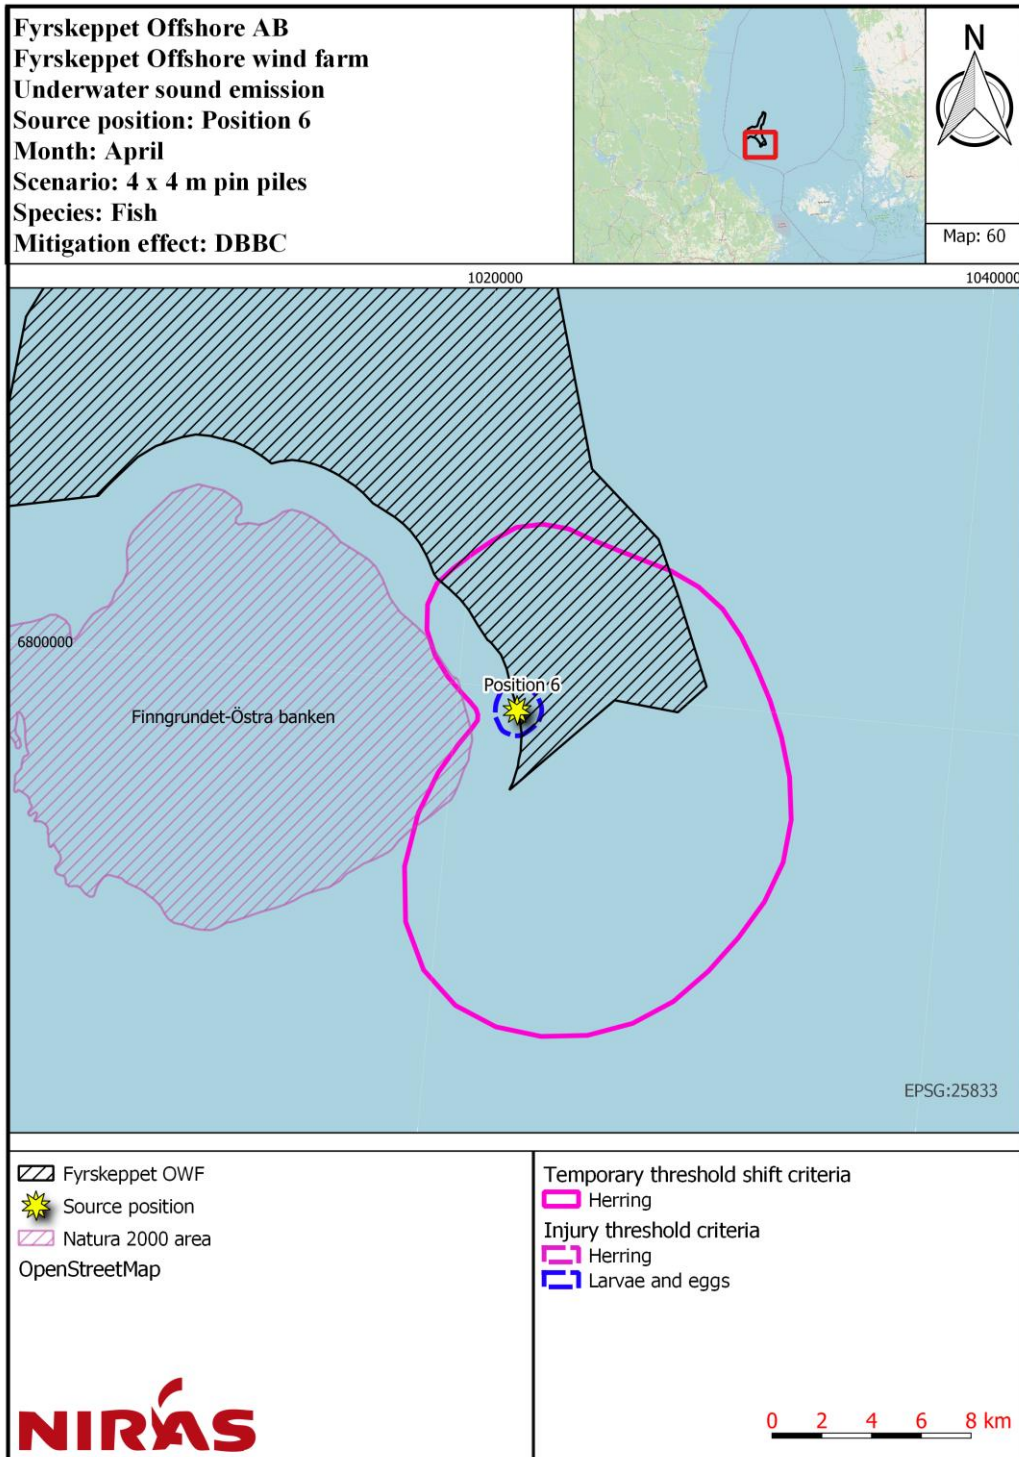 Fyrskeppet Offshore AB
Fyrskeppet Offshore wind farm
Underwater sound emission
Source position: Position 6
Month: April
Scenario: 4 x 4 m pin piles
Species: Fish
Mitigation effect: DBBC
N
Map: 60
1020000
1040000
6800000
Position 6
Finngrundet-Östra banken
EPSG:25833
Fyrskeppet OWF
Source position
Natura 2000 area
OpenStreetMap
Temporary threshold shift criteria
Herring
Injury threshold criteria
Herring
Larvae and eggs
NIRAS
0 2 4 6 8 km